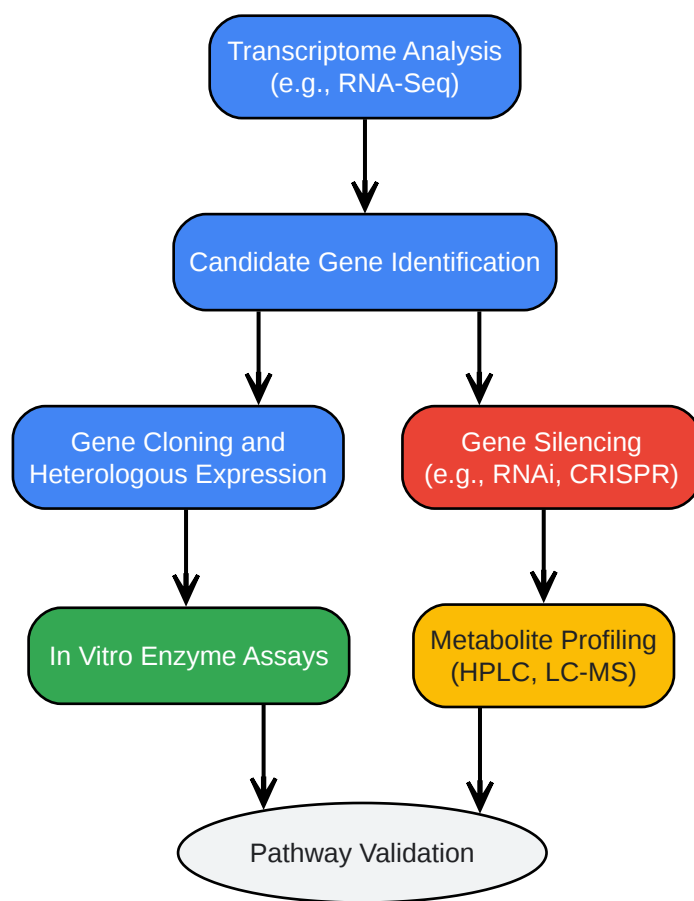 Transcriptome Analysis
(e.g., RNA-Seq)
Candidate Gene Identification
Gene Cloning and
Heterologous Expression
Gene Silencing
(e.g., RNAi, CRISPR)
In Vitro Enzyme Assays
Metabolite Profiling
(HPLC, LC-MS)
Pathway Validation